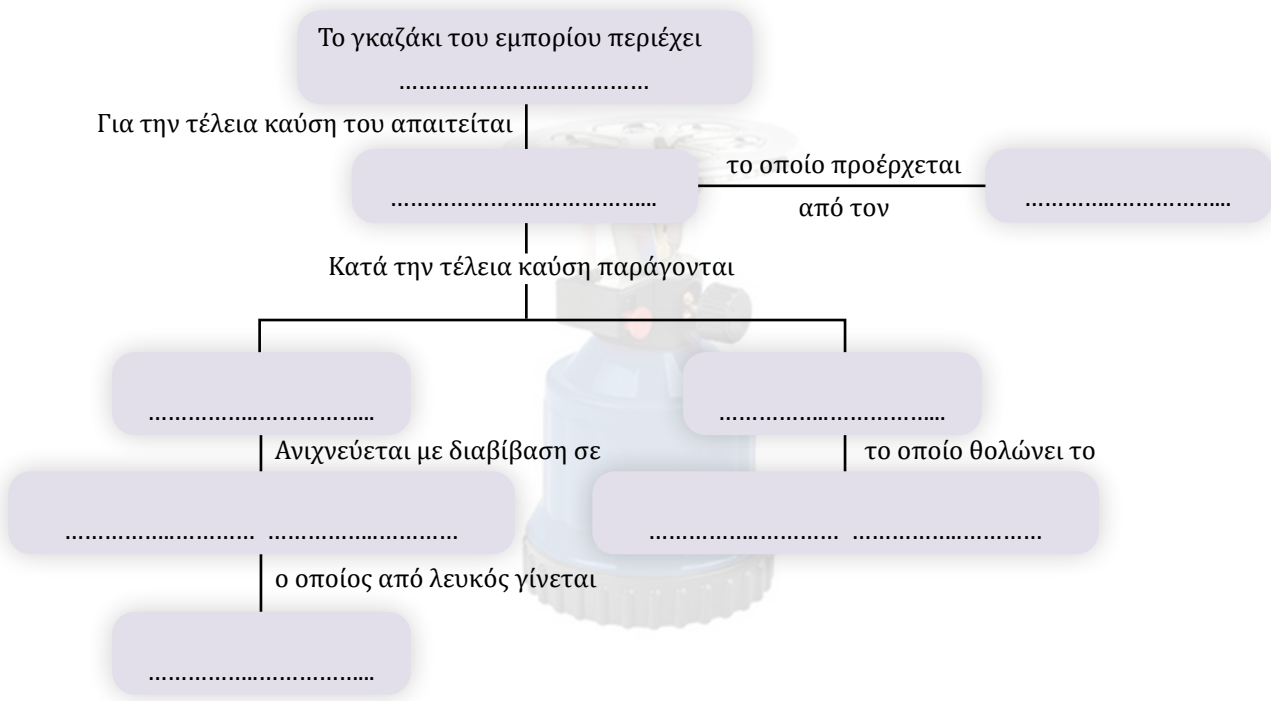 Το γκαζάκι του εμπορίου περιέχει
…………………..……………
Για την τέλεια καύση του απαιτείται
…………………..……………...
το οποίο προέρχεται
από τον
…………..……………...
Κατά την τέλεια καύση παράγονται
……………..……………...
……………..……………...
Ανιχνεύεται με διαβίβαση σε
το οποίο θολώνει το
……………..………… ……………..…………
……………..………… ……………..…………
ο οποίος από λευκός γίνεται
……………..……………...